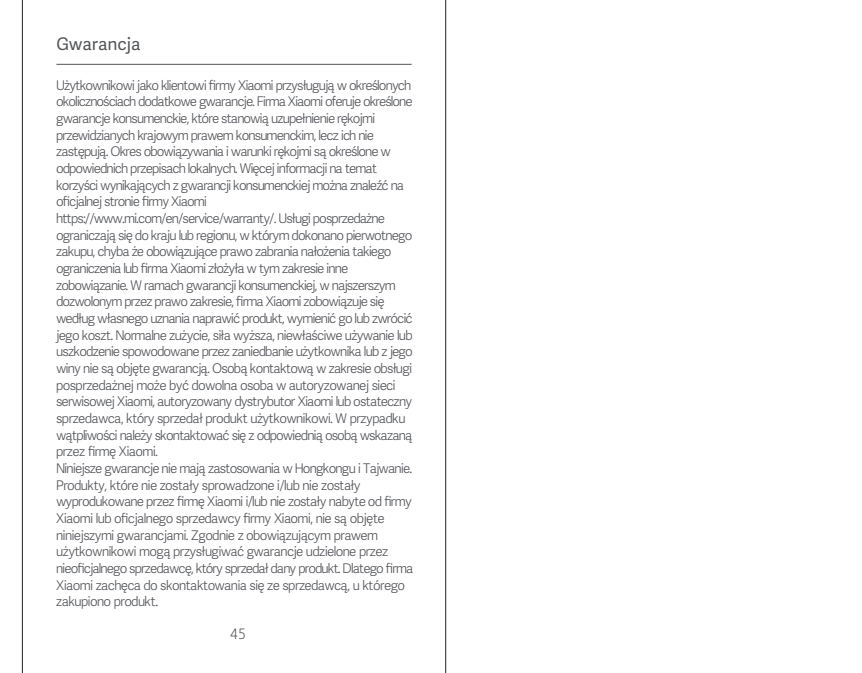 Gwarancja
Użytkownikowi jako klientowi firmy Xiaomi przysługują w określonych
okolicznościach dodatkowe gwarancje. Firma Xiaomi oferuje określone
gwarancje konsumenckie, które stanowią uzupełnienie rękojmi
przewidzianych krajowym prawem konsumenckim, lecz ich nie
zastępują. Okres obowiązywania i warunki rękojmi są określone w
odpowiednich przepisach lokalnych. Więcej informacji na temat
korzyści wynikających z gwarancji konsumenckiej można znaleźć na
oficjalnej stronie firmy Xiaomi
https://www.mi.com/en/service/warranty/. Usługi posprzedażne
ograniczają się do kraju lub regionu, w którym dokonano pierwotnego
zakupu, chyba że obowiązujące prawo zabrania nałożenia takiego
ograniczenia lub firma Xiaomi złożyła w tym zakresie inne
zobowiązanie. W ramach gwarancji konsumenckiej, w najszerszym
dozwolonym przez prawo zakresie, firma Xiaomi zobowiązuje się
według własnego uznania naprawić produkt, wymienić go lub zwrócić
jego koszt. Normalne zużycie, siła wyższa, niewłaściwe używanie lub
uszkodzenie spowodowane przez zaniedbanie użytkownika lub z jego
winy nie są objęte gwarancją. Osobą kontaktową w zakresie obsługi
posprzedażnej może być dowolna osoba w autoryzowanej sieci
serwisowej Xiaomi, autoryzowany dystrybutor Xiaomi lub ostateczny
sprzedawca, który sprzedał produkt użytkownikowi. W przypadku
wątpliwości należy skontaktować się z odpowiednią osobą wskazaną
przez firmę Xiaomi.
Niniejsze gwarancje nie mają zastosowania w Hongkongu i Tajwanie.
Produkty, które nie zostały sprowadzone i/lub nie zostały
wyprodukowane przez firmę Xiaomi i/lub nie zostały nabyte od firmy
Xiaomi lub oficjalnego sprzedawcy firmy Xiaomi, nie są objęte
niniejszymi gwarancjami. Zgodnie z obowiązującym prawem
użytkownikowi mogą przysługiwać gwarancje udzielone przez
nieoficjalnego sprzedawcę, który sprzedał dany produkt. Dlatego firma
Xiaomi zachęca do skontaktowania się ze sprzedawcą, u którego
zakupiono produkt.
45